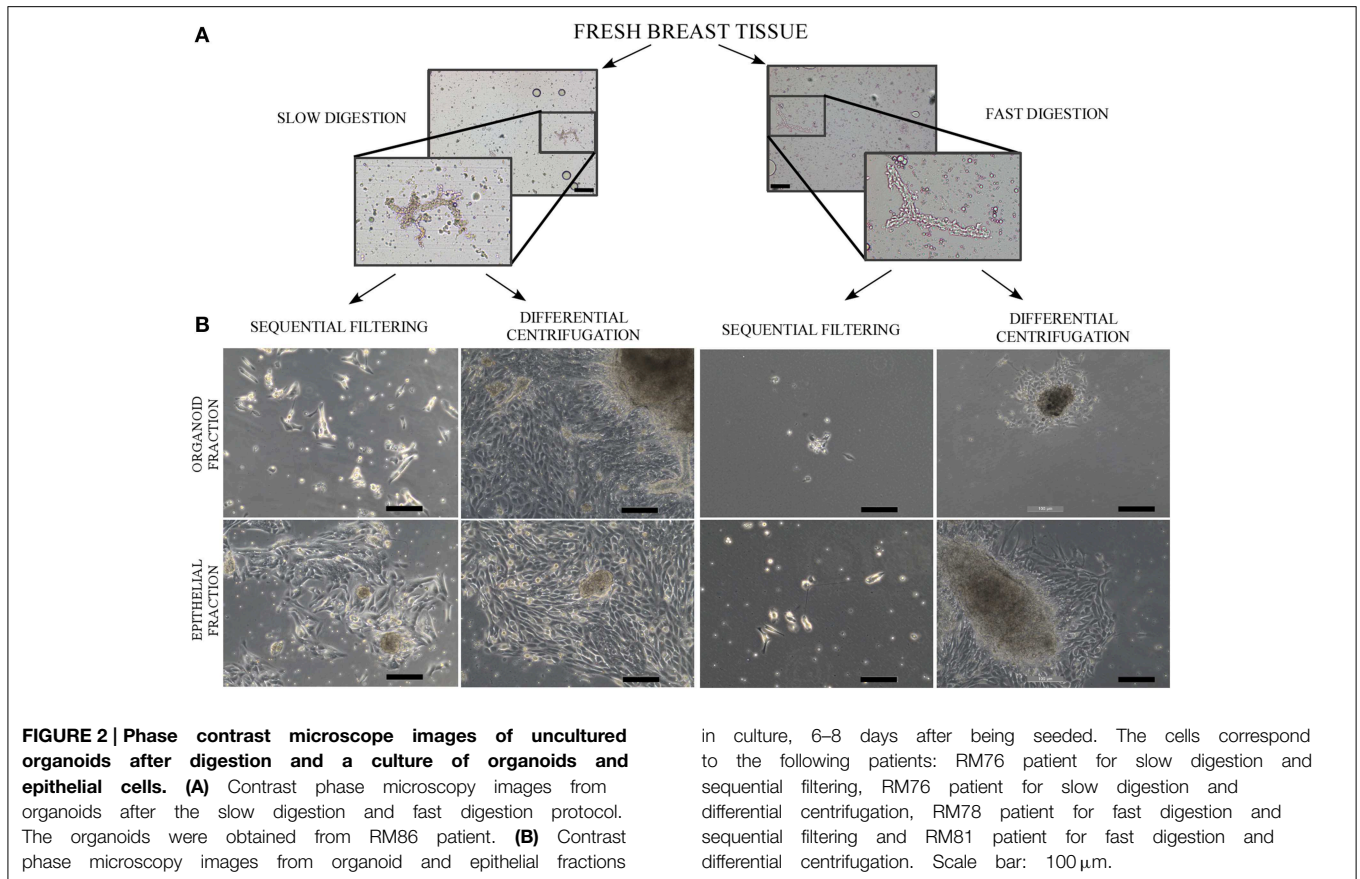 A
FRESH BREAST TISSUE
SLOW DIGESTION
FAST DIGESTION
B
SEQUENTIAL FILTERING
DIFFERENTIAL
CENTRIFUGATION
SEQUENTIAL FILTERING
DIFFERENTIAL
CENTRIFUGATION
ORGANOID
FRACTION
EPITHELIAL
FRACTION
100 µm
100 µm
FIGURE 2 | Phase contrast microscope images of uncultured
organoids after digestion and a culture of organoids and
epithelial cells. (A) Contrast phase microscopy images from
organoids after the slow digestion and fast digestion protocol.
The organoids were obtained from RM86 patient. (B) Contrast
phase microscopy images from organoid and epithelial fractions
in culture, 6–8 days after being seeded. The cells correspond
to the following patients: RM76 patient for slow digestion and
sequential filtering, RM76 patient for slow digestion and
differential centrifugation, RM78 patient for fast digestion and
sequential filtering and RM81 patient for fast digestion and
differential centrifugation. Scale bar: 100 µm.